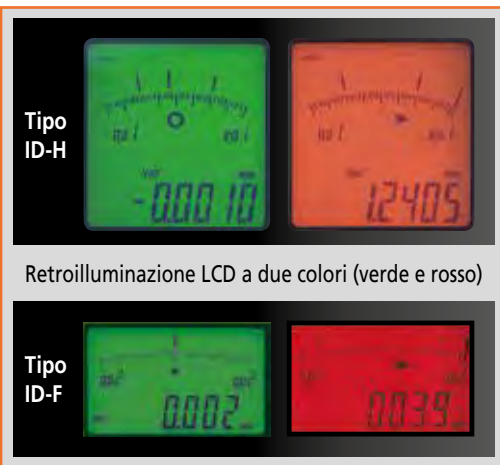 Tipo
ID-H
-0.0010
1.2405
Retroilluminazione LCD a due colori (verde e rosso)
Tipo
ID-F
0.002
0.039